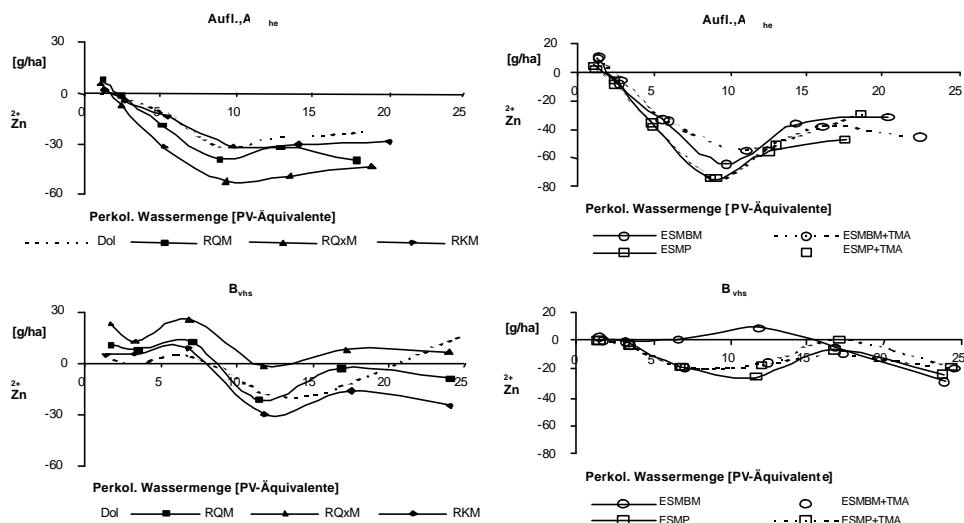 Aufl.,A he
[g/ha]
2+
Zn
30
0
-30
-60
0 5 10 15 20 25
Perkol. Wassermenge [PV-Äquivalente]
Dol RQM RQxM RKM
Aufl.,A he
[g/ha]
2+
Zn
20
0
-20
-40
-60
-80
0 5 10 15 20 25
Perkol. Wassermenge [PV-Äquivalente]
ESMBM ESMBM+TMA
ESMP ESMP+TMA
Bvhs
[g/ha]
2+
Zn
30
0
-30
-60
0 5 10 15 20 25
Perkol. Wassermenge [PV-Äquivalente]
Dol RQM RQxM RKM
Bvhs
[g/ha]
2+
Zn
20
0
-20
-40
-60
-80
0 5 10 15 20 25
Perkol. Wassermenge [PV-Äquivalente]
ESMBM ESMBM+TMA
ESMP ESMP+TMA